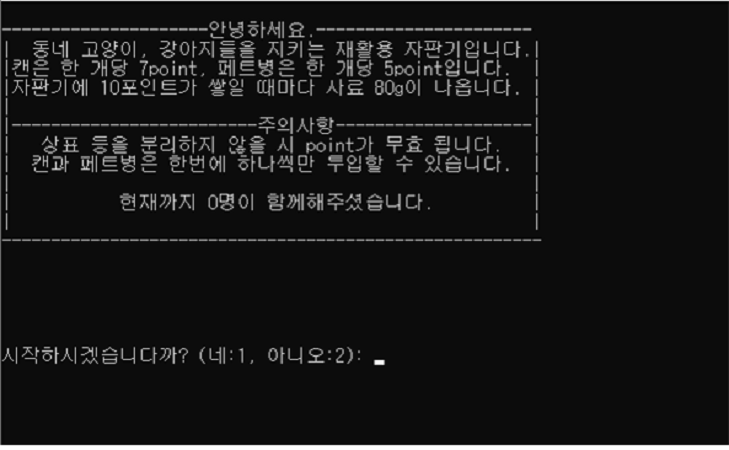 --------------------안녕하세요.---------------------
| 동네 고양이, 강아지들을 지키는 재활용 자판기입니다.|
|캔은 한 개당 7point, 페트병은 한 개당 5point입니다. |
|자판기에 10포인트가 쌓일 때마다 사료 80g이 나옵니다. |
|------------------------주의사항-------------------|
| 상표 등을 분리하지 않을 시 point가 무효 됩니다. |
| 캔과 페트병은 한번에 하나씩만 투입할 수 있습니다. |
| 현재까지 0명이 함께해주셨습니다. |
-----------------------------------------------------
시작하시겠습니다까? (네:1, 아니오:2): _